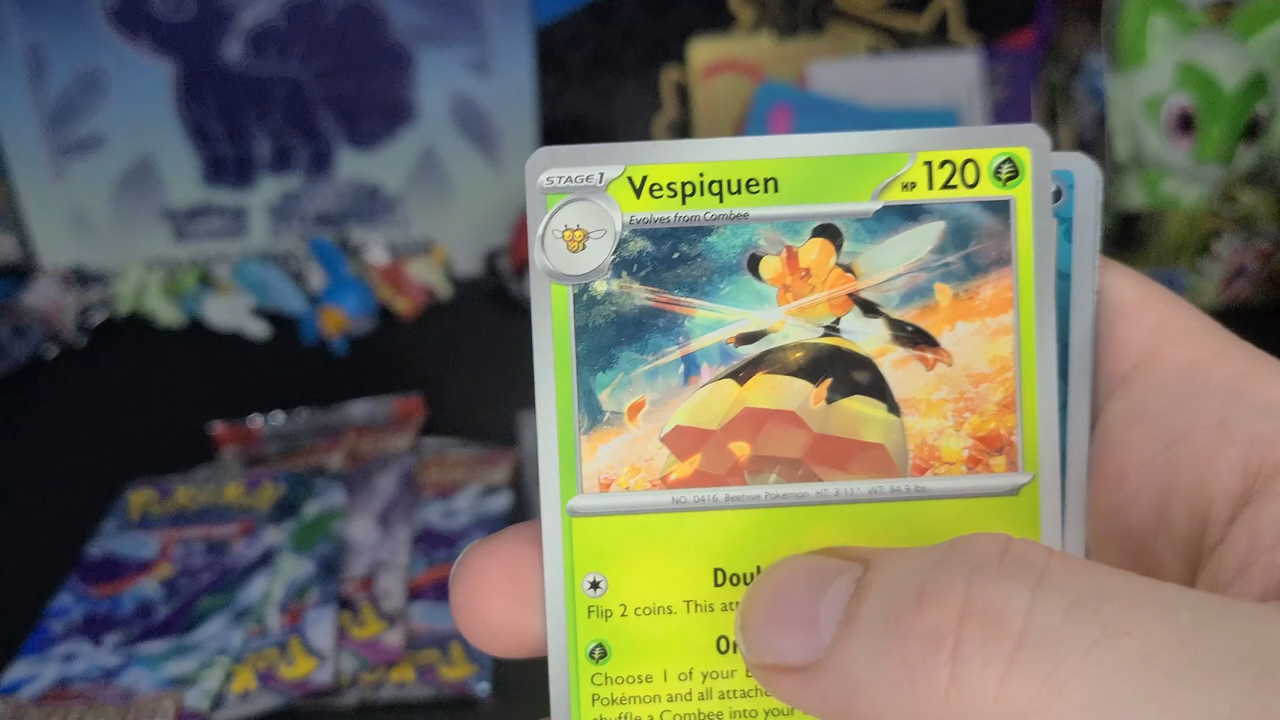 STAGE1 Vespiquen HP 120
Evolves from Combee
NO. 0416 Beehive Pokémon HT: 3'11" WT: 84.9 lbs.
Doub
Flip 2 coins. This att
Or
Choose 1 of your
Pokémon and all attache
shuffle a Combee into your
POKÉMON